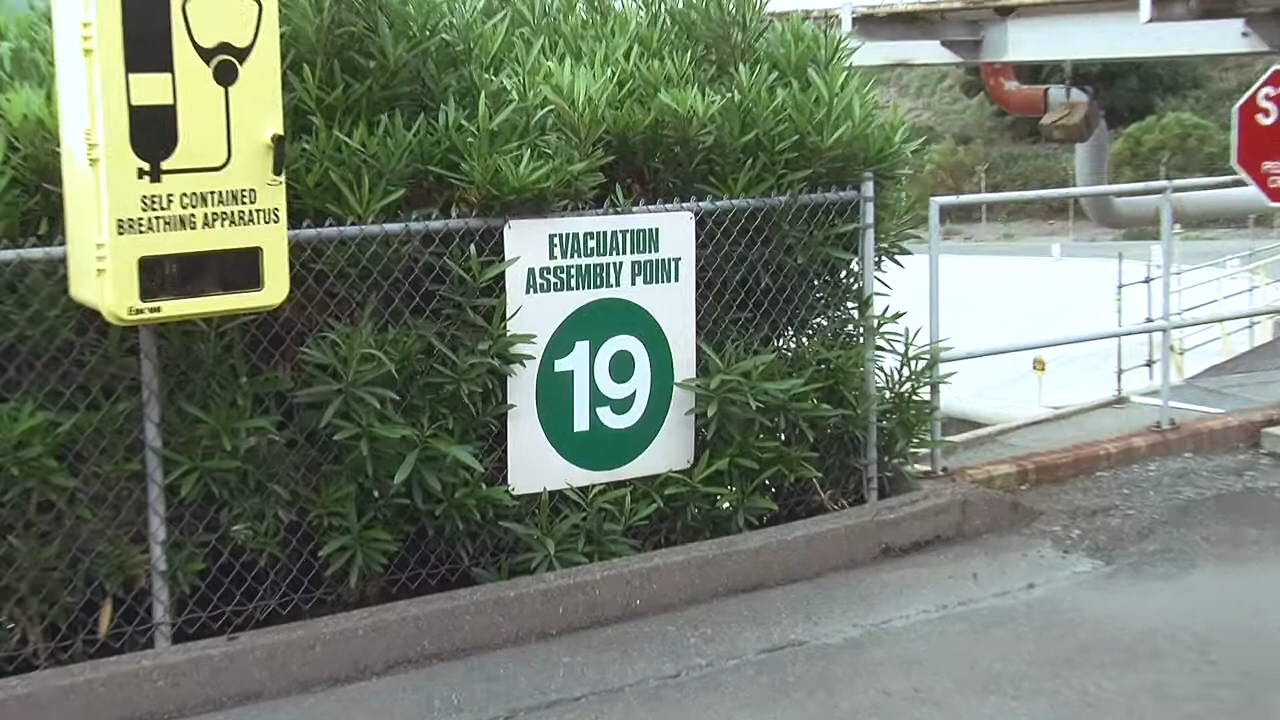 SELF CONTAINED
BREATHING APPARATUS
EVACUATION
ASSEMBLY POINT
19